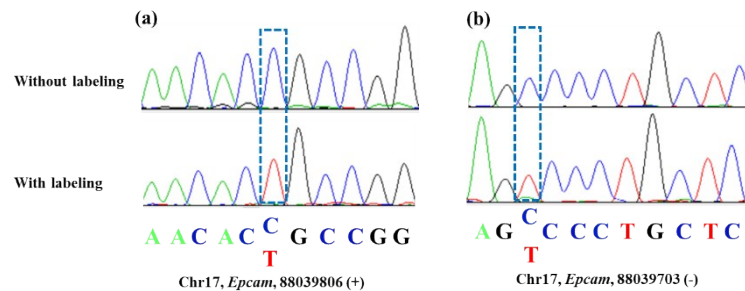 (a)
(b)
Without labeling
With labeling
A A C A C C G C C G G
T
A G C C C C T G C T C
T
Chr17, Epcam, 88039806 (+)
Chr17, Epcam, 88039703 (-)